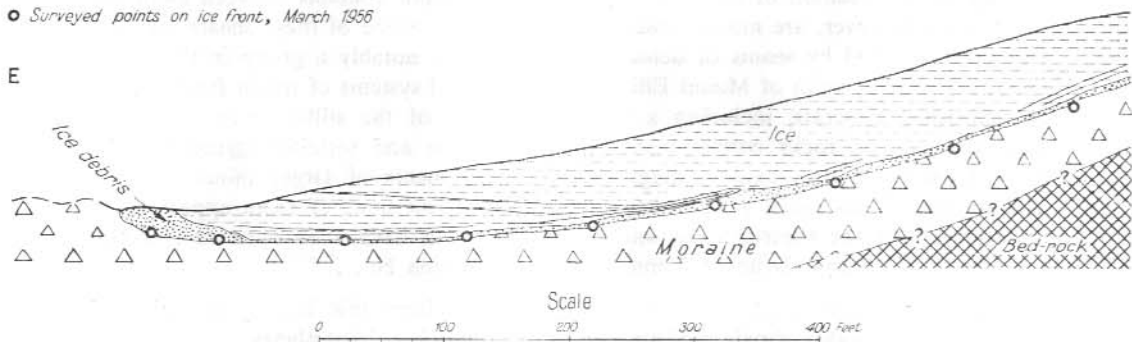 Surveyed points on ice front, March 1956
E
Ice debris
Ice
Moraine
?
?
?
Bed-rock
Scale
0 100 200 300 400 Feet